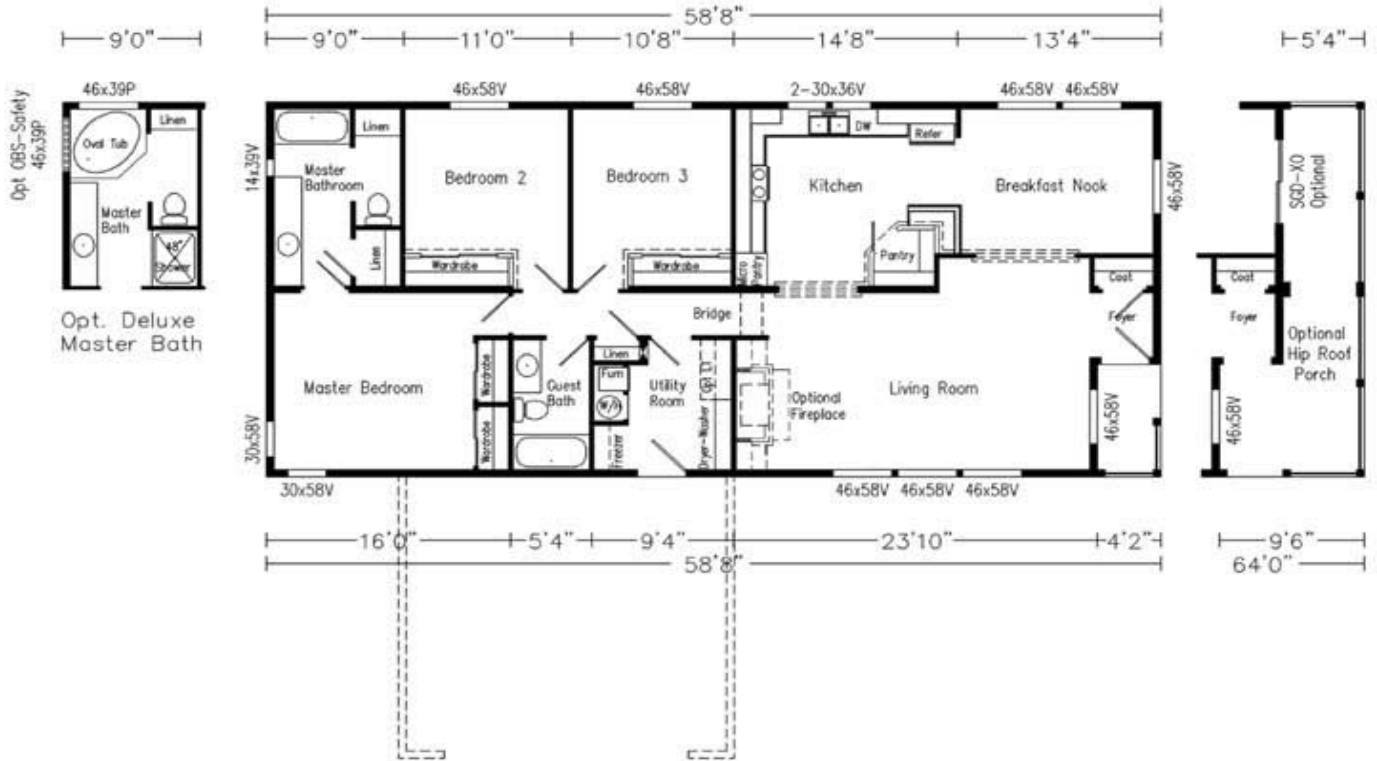 58'8"
9'0"
9'0"
11'0"
10'8"
14'8"
13'4"
5'4"
46x39P
46x58V
46x58V
2-30x36V
46x58V
46x58V
Opt OBS-Safety
46x39P
Linen
Oval Tub
Master
Bath
48"
Shower
Opt. Deluxe
Master Bath
14x39V
Linen
Master
Bathroom
Linen
Bedroom 2
Wardrobe
Bedroom 3
Wardrobe
DW
Refer
Kitchen
Micro
Pantry
Pantry
Breakfast Nook
46x58V
SGD-XO
Optional
Coat
Foyer
Coat
Foyer
Optional
Hip Roof
Porch
Bridge
Master Bedroom
Wardrobe
Wardrobe
Guest
Bath
Linen
Furn
W/H
Freezer
Utility
Room
Dryer-Washer
Optional
Fireplace
Living Room
46x58V
46x58V
30x58V
30x58V
46x58V
46x58V
46x58V
16'0"
5'4"
9'4"
23'10"
4'2"
9'6"
58'8"
64'0"